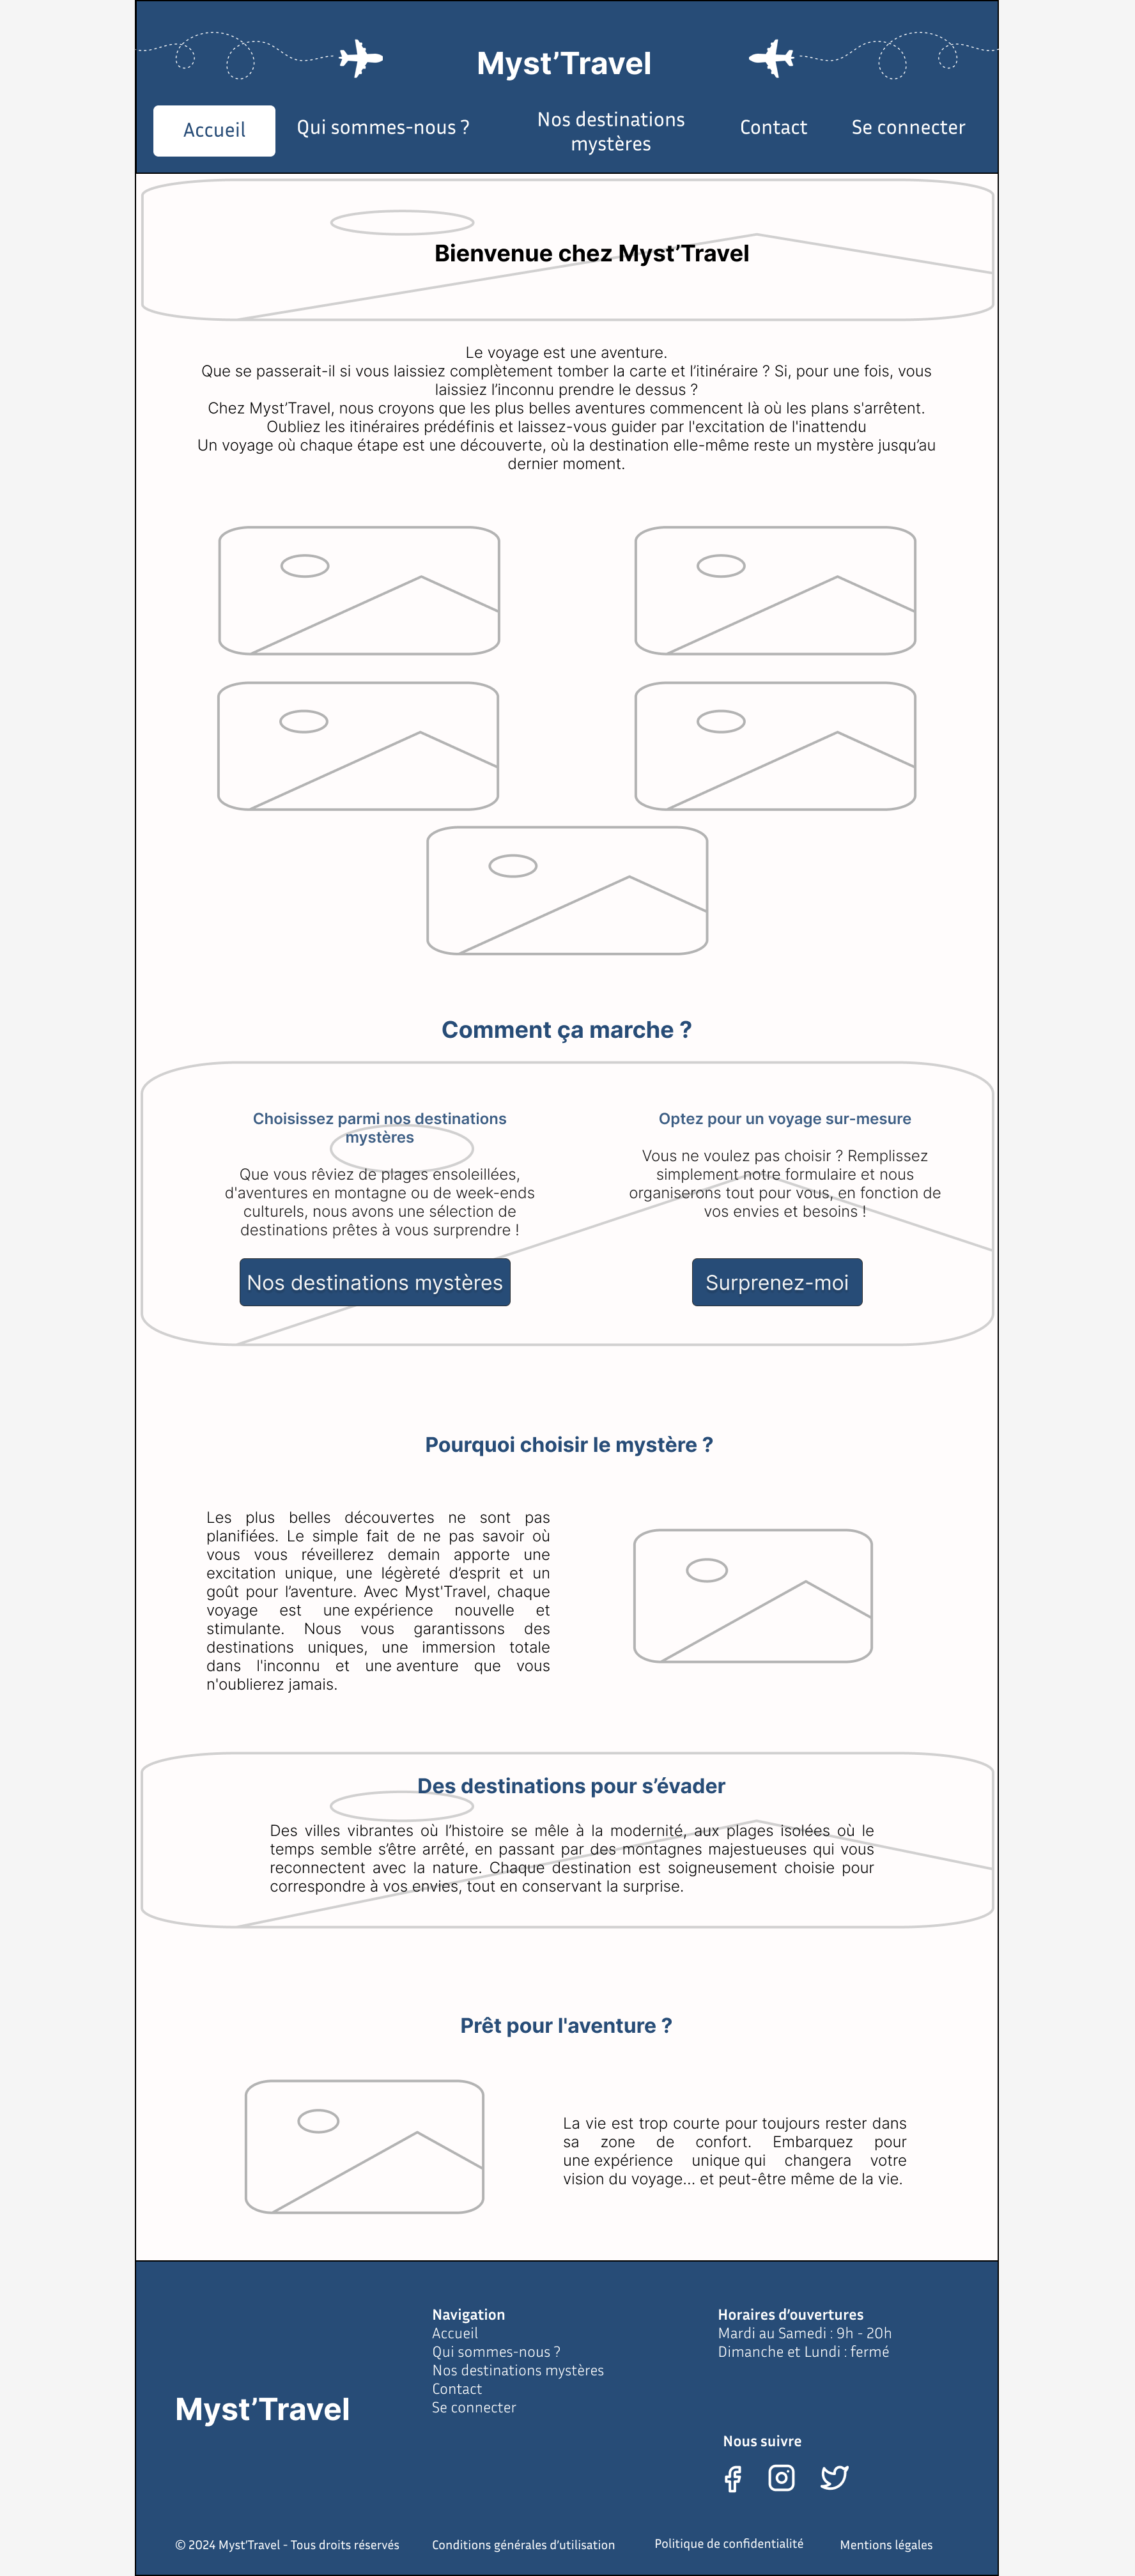 Myst’Travel
Accueil
Qui sommes-nous ?
Nos destinations
mystères
Contact
Se connecter
Bienvenue chez Myst’Travel
Le voyage est une aventure.
Que se passerait-il si vous laissiez complètement tomber la carte et l’itinéraire ? Si, pour une fois, vous
laissiez l’inconnu prendre le dessus ?
Chez Myst’Travel, nous croyons que les plus belles aventures commencent là où les plans s'arrêtent.
Oubliez les itinéraires prédéfinis et laissez-vous guider par l'excitation de l'inattendu
Un voyage où chaque étape est une découverte, où la destination elle-même reste un mystère jusqu’au
dernier moment.
Comment ça marche ?
Choisissez parmi nos destinations
mystères
Que vous rêviez de plages ensoleillées,
d'aventures en montagne ou de week-ends
culturels, nous avons une sélection de
destinations prêtes à vous surprendre !
Nos destinations mystères
Optez pour un voyage sur-mesure
Vous ne voulez pas choisir ? Remplissez
simplement notre formulaire et nous
organiserons tout pour vous, en fonction de
vos envies et besoins !
Surprenez-moi
Pourquoi choisir le mystère ?
Les plus belles découvertes ne sont pas
planifiées. Le simple fait de ne pas savoir où
vous vous réveillerez demain apporte une
excitation unique, une légèreté d’esprit et un
goût pour l’aventure. Avec Myst'Travel, chaque
voyage est une expérience nouvelle et
stimulante. Nous vous garantissons des
destinations uniques, une immersion totale
dans l'inconnu et une aventure que vous
n'oublierez jamais.
Des destinations pour s’évader
Des villes vibrantes où l’histoire se mêle à la modernité, aux plages isolées où le
temps semble s’être arrêté, en passant par des montagnes majestueuses qui vous
reconnectent avec la nature. Chaque destination est soigneusement choisie pour
correspondre à vos envies, tout en conservant la surprise.
Prêt pour l'aventure ?
La vie est trop courte pour toujours rester dans
sa zone de confort. Embarquez pour
une expérience unique qui changera votre
vision du voyage... et peut-être même de la vie.
Myst’Travel
Navigation
Accueil
Qui sommes-nous ?
Nos destinations mystères
Contact
Se connecter
Horaires d’ouvertures
Mardi au Samedi : 9h - 20h
Dimanche et Lundi : fermé
Nous suivre
© 2024 Myst’Travel - Tous droits réservés
Conditions générales d’utilisation
Politique de confidentialité
Mentions légales